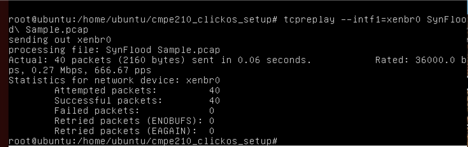 root@ubuntu:/home/ubuntu/cmpe210_clickos_setup# tcpreplay --intf1=xenbr0 SynFloo
d\ Sample.pcap
sending out xenbr0
processing file: SynFlood Sample.pcap
Actual: 40 packets (2160 bytes) sent in 0.06 seconds. Rated: 36000.0 b
ps, 0.27 Mbps, 666.67 pps
Statistics for network device: xenbr0
Attempted packets: 40
Successful packets: 40
Failed packets: 0
Retried packets (ENOBUFS): 0
Retried packets (EAGAIN): 0
root@ubuntu:/home/ubuntu/cmpe210_clickos_setup#